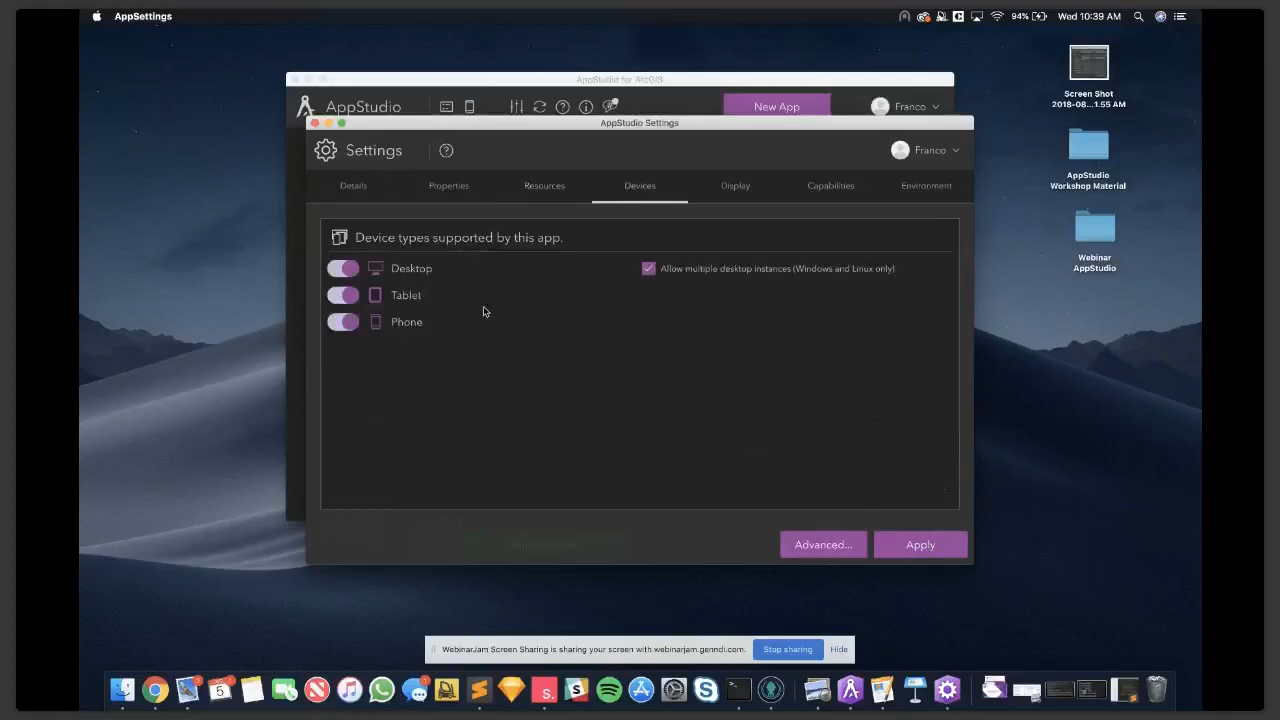 AppSettings
94%
Wed 10:39 AM
Screen Shot
2018-08...1.55 AM
AppStudio
Workshop Material
Webinar
AppStudio
AppStudio for ArcGIS
AppStudio
New App
Franco
AppStudio Settings
Settings
Franco
Details
Properties
Resources
Devices
Display
Capabilities
Environment
Device types supported by this app.
Desktop
Allow multiple desktop instances (Windows and Linux only)
Tablet
Phone
Advanced...
Apply
WebinarJam Screen Sharing is sharing your screen with webinarjam.genndi.com.
Stop sharing
Hide
5
S.